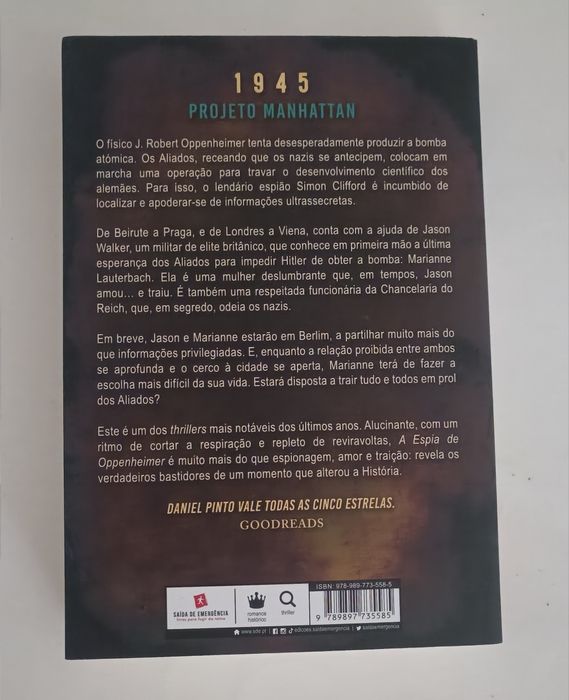 1945
PROJETO MANHATTAN
O físico J. Robert Oppenheimer tenta desesperadamente produzir a bomba
atómica. Os Aliados, receando que os nazis se antecipem, colocam em
marcha uma operação para travar o desenvolvimento científico dos
alemães. Para isso, o lendário espião Simon Clifford é incumbido de
localizar e apoderar-se de informações ultrassecretas.
De Beirute a Praga, e de Londres a Viena, conta com a ajuda de Jason
Walker, um militar de elite britânico, que conhece em primeira mão a última
esperança dos Aliados para impedir Hitler de obter a bomba: Marianne
Lauterbach. Ela é uma mulher deslumbrante que, em tempos, Jason
amou... e traiu. É também uma respeitada funcionária da Chancelaria do
Reich, que, em segredo, odeia os nazis.
Em breve, Jason e Marianne estarão em Berlim, a partilhar muito mais do
que informações privilegiadas. E, enquanto a relação proibida entre ambos
se aprofunda e o cerco à cidade se aperta, Marianne terá de fazer a
escolha mais difícil da sua vida. Estará disposta a trair tudo e todos em prol
dos Aliados?
Este é um dos thrillers mais notáveis dos últimos anos. Alucinante, com um
ritmo de cortar a respiração e repleto de reviravoltas, A Espia de
Oppenheimer é muito mais do que espionagem, amor e traição: revela os
verdadeiros bastidores de um momento que alterou a História.
DANIEL PINTO VALE TODAS AS CINCO ESTRELAS.
GOODREADS
SAÍDA DE EMERGÊNCIA
livros para fugir da rotina
romance
histórico
thriller
ISBN: 978-989-773-558-5
9 789897 735585
www.sde.pt | edicoes.saidaemergencia | saidaemergencia